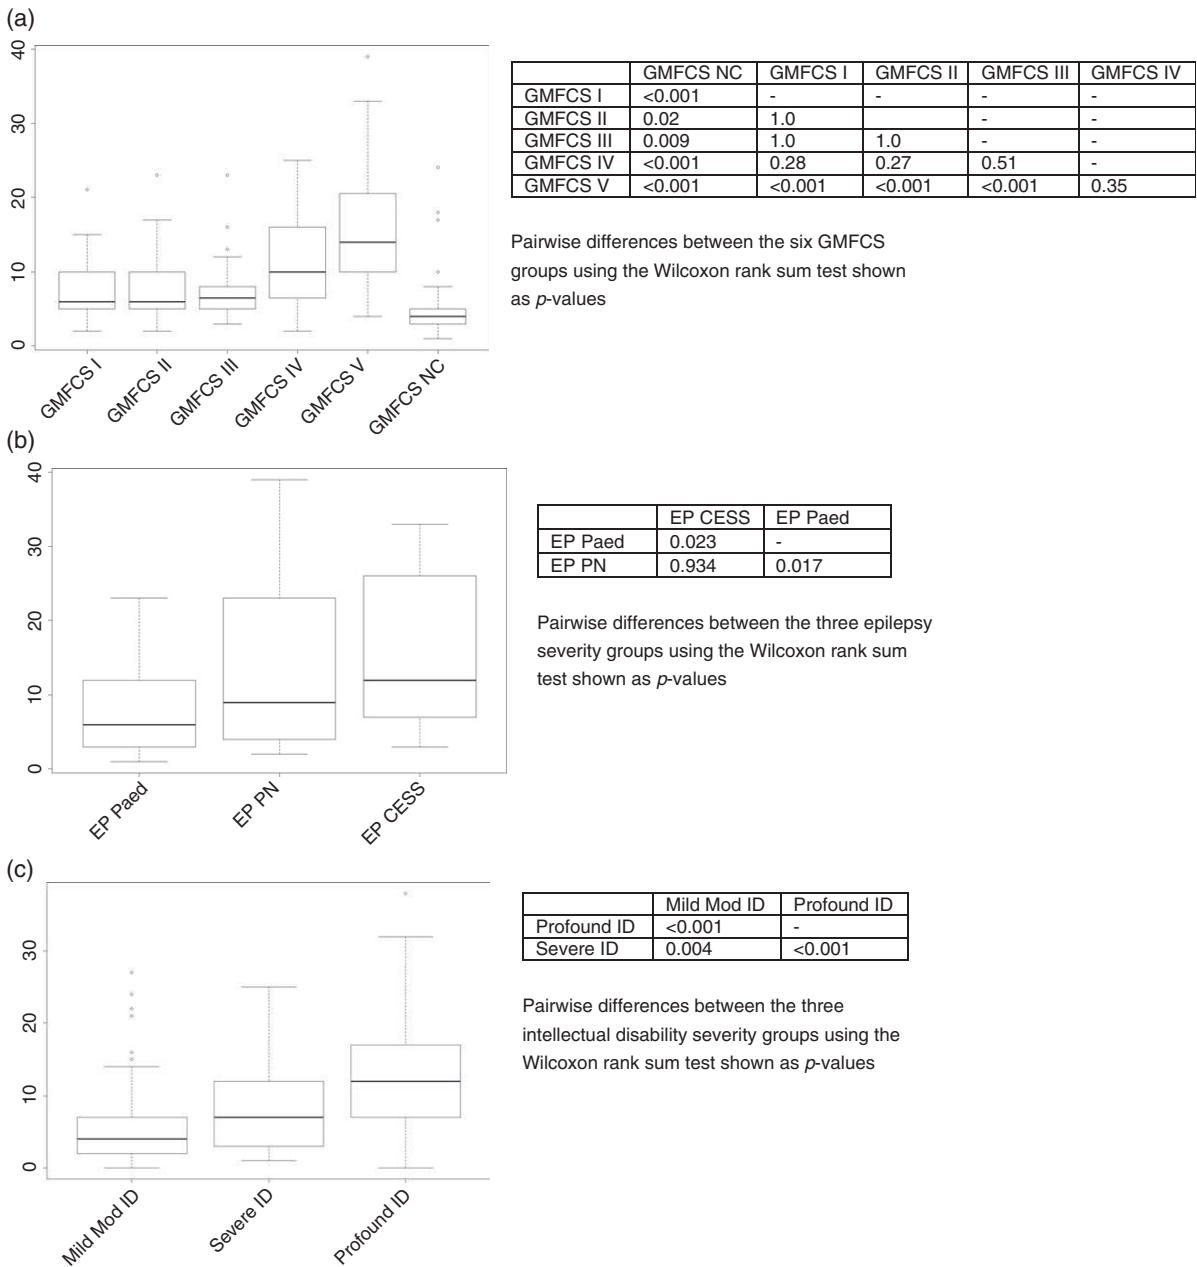 (a)
40
30
20
10
0
GMFCS I
GMFCS II
GMFCS III
GMFCS IV
GMFCS V
GMFCS NC
GMFCS NC GMFCS I GMFCS II GMFCS III GMFCS IV
GMFCS I <0.001 - - - -
GMFCS II 0.02 1.0 - -
GMFCS III 0.009 1.0 1.0 - -
GMFCS IV <0.001 0.28 0.27 0.51 -
GMFCS V <0.001 <0.001 <0.001 <0.001 0.35
Pairwise differences between the six GMFCS
groups using the Wilcoxon rank sum test shown
as p-values
(b)
40
30
20
10
0
EP Paed
EP PN
EP CESS
EP CESS EP Paed
EP Paed 0.023 -
EP PN 0.934 0.017
Pairwise differences between the three epilepsy
severity groups using the Wilcoxon rank sum
test shown as p-values
(c)
30
20
10
0
Mild Mod ID
Severe ID
Profound ID
Mild Mod ID Profound ID
Profound ID <0.001 -
Severe ID 0.004 <0.001
Pairwise differences between the three
intellectual disability severity groups using the
Wilcoxon rank sum test shown as p-values